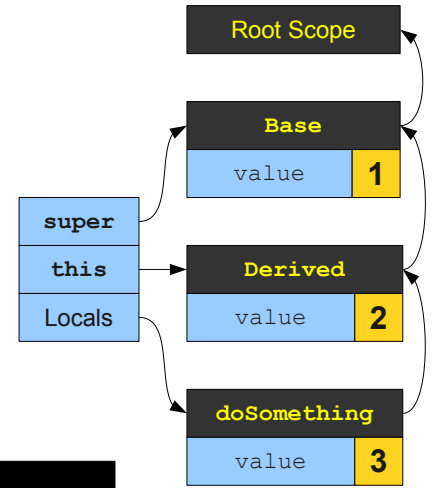 Root Scope
Base
value 1
super
this
Locals
Derived
value 2
doSomething
value 3